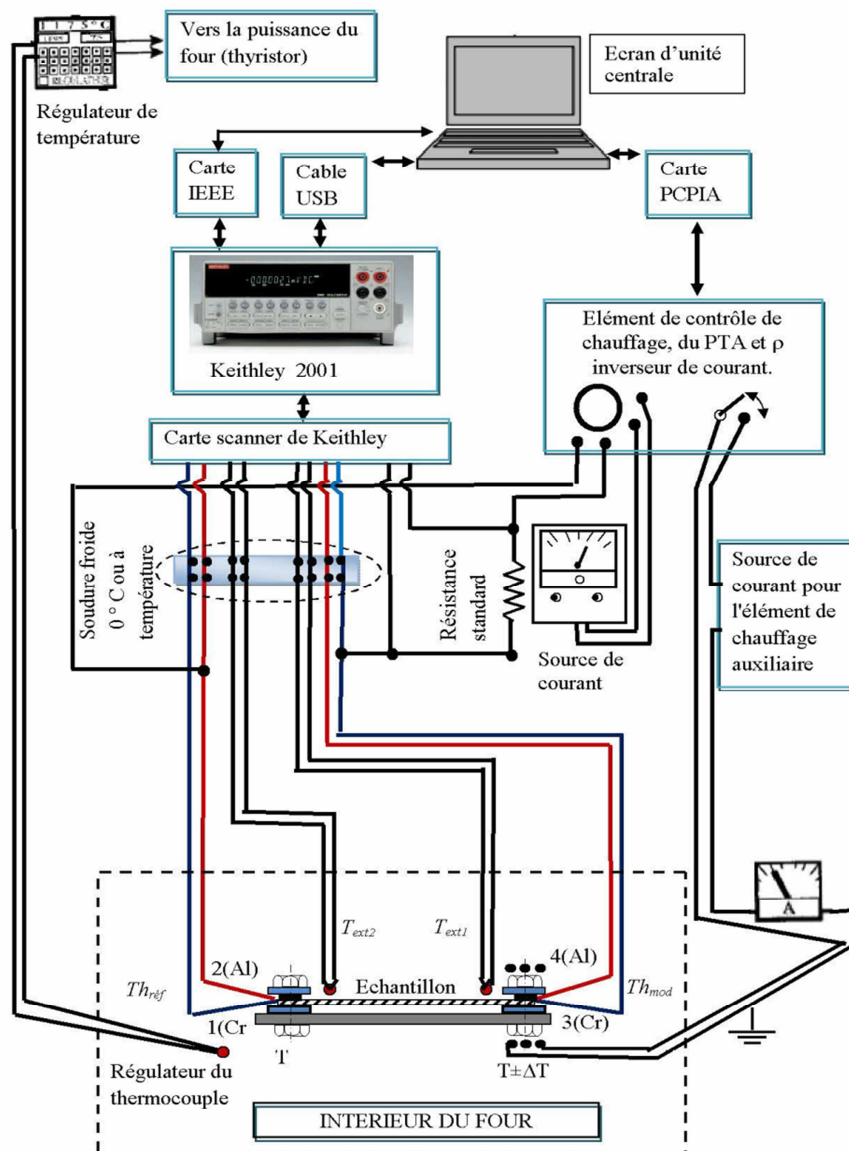 1175°C
Vers la puissance du
four (thyristor)
Ecran d’unité
centrale
Régulateur de
température
Carte
IEEE
Cable
USB
Carte
PCPIA
Keithley 2001
Elément de contrôle de
chauffage, du PTA et ρ
inverseur de courant.
Carte scanner de Keithley
Soudure froide
0 ° C ou à
température
Résistance
standard
Source de
courant
Source de
courant pour
l'élément de
chauffage
auxiliaire
A
Text2
Text1
2(Al)
4(Al)
Thréf
Echantillon
Thmod
1(Cr
3(Cr)
T
T±ΔT
Régulateur du
thermocouple
INTERIEUR DU FOUR